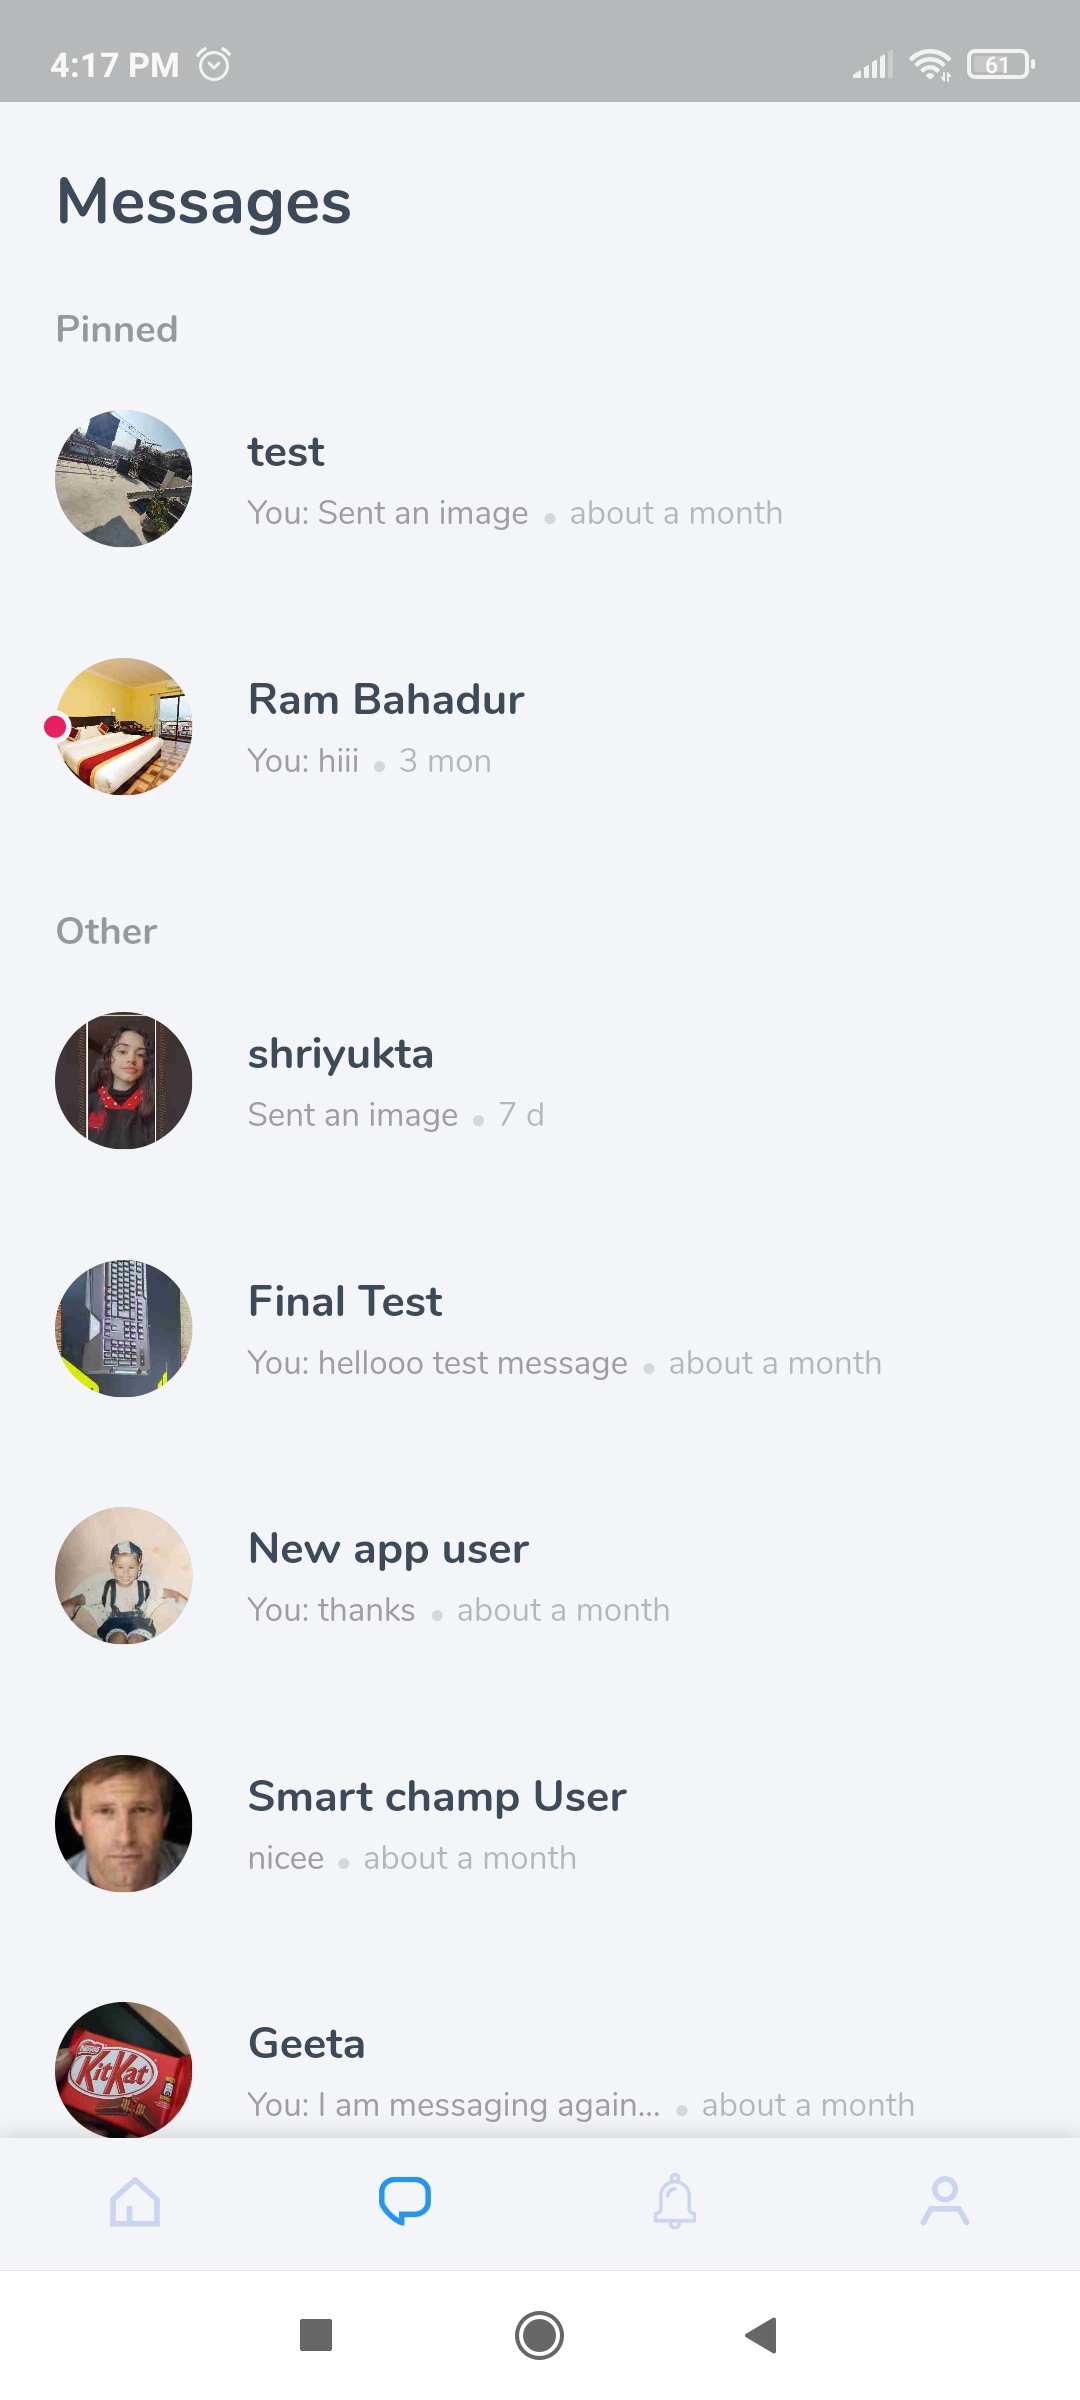 4:17 PM
61
Messages
Pinned
test
You: Sent an image • about a month
Ram Bahadur
You: hiii • 3 mon
Other
shriyukta
Sent an image • 7 d
Final Test
You: hellooo test message • about a month
New app user
You: thanks • about a month
Smart champ User
nicee • about a month
Nestle
KitKat
Geeta
You: I am messaging again... • about a month